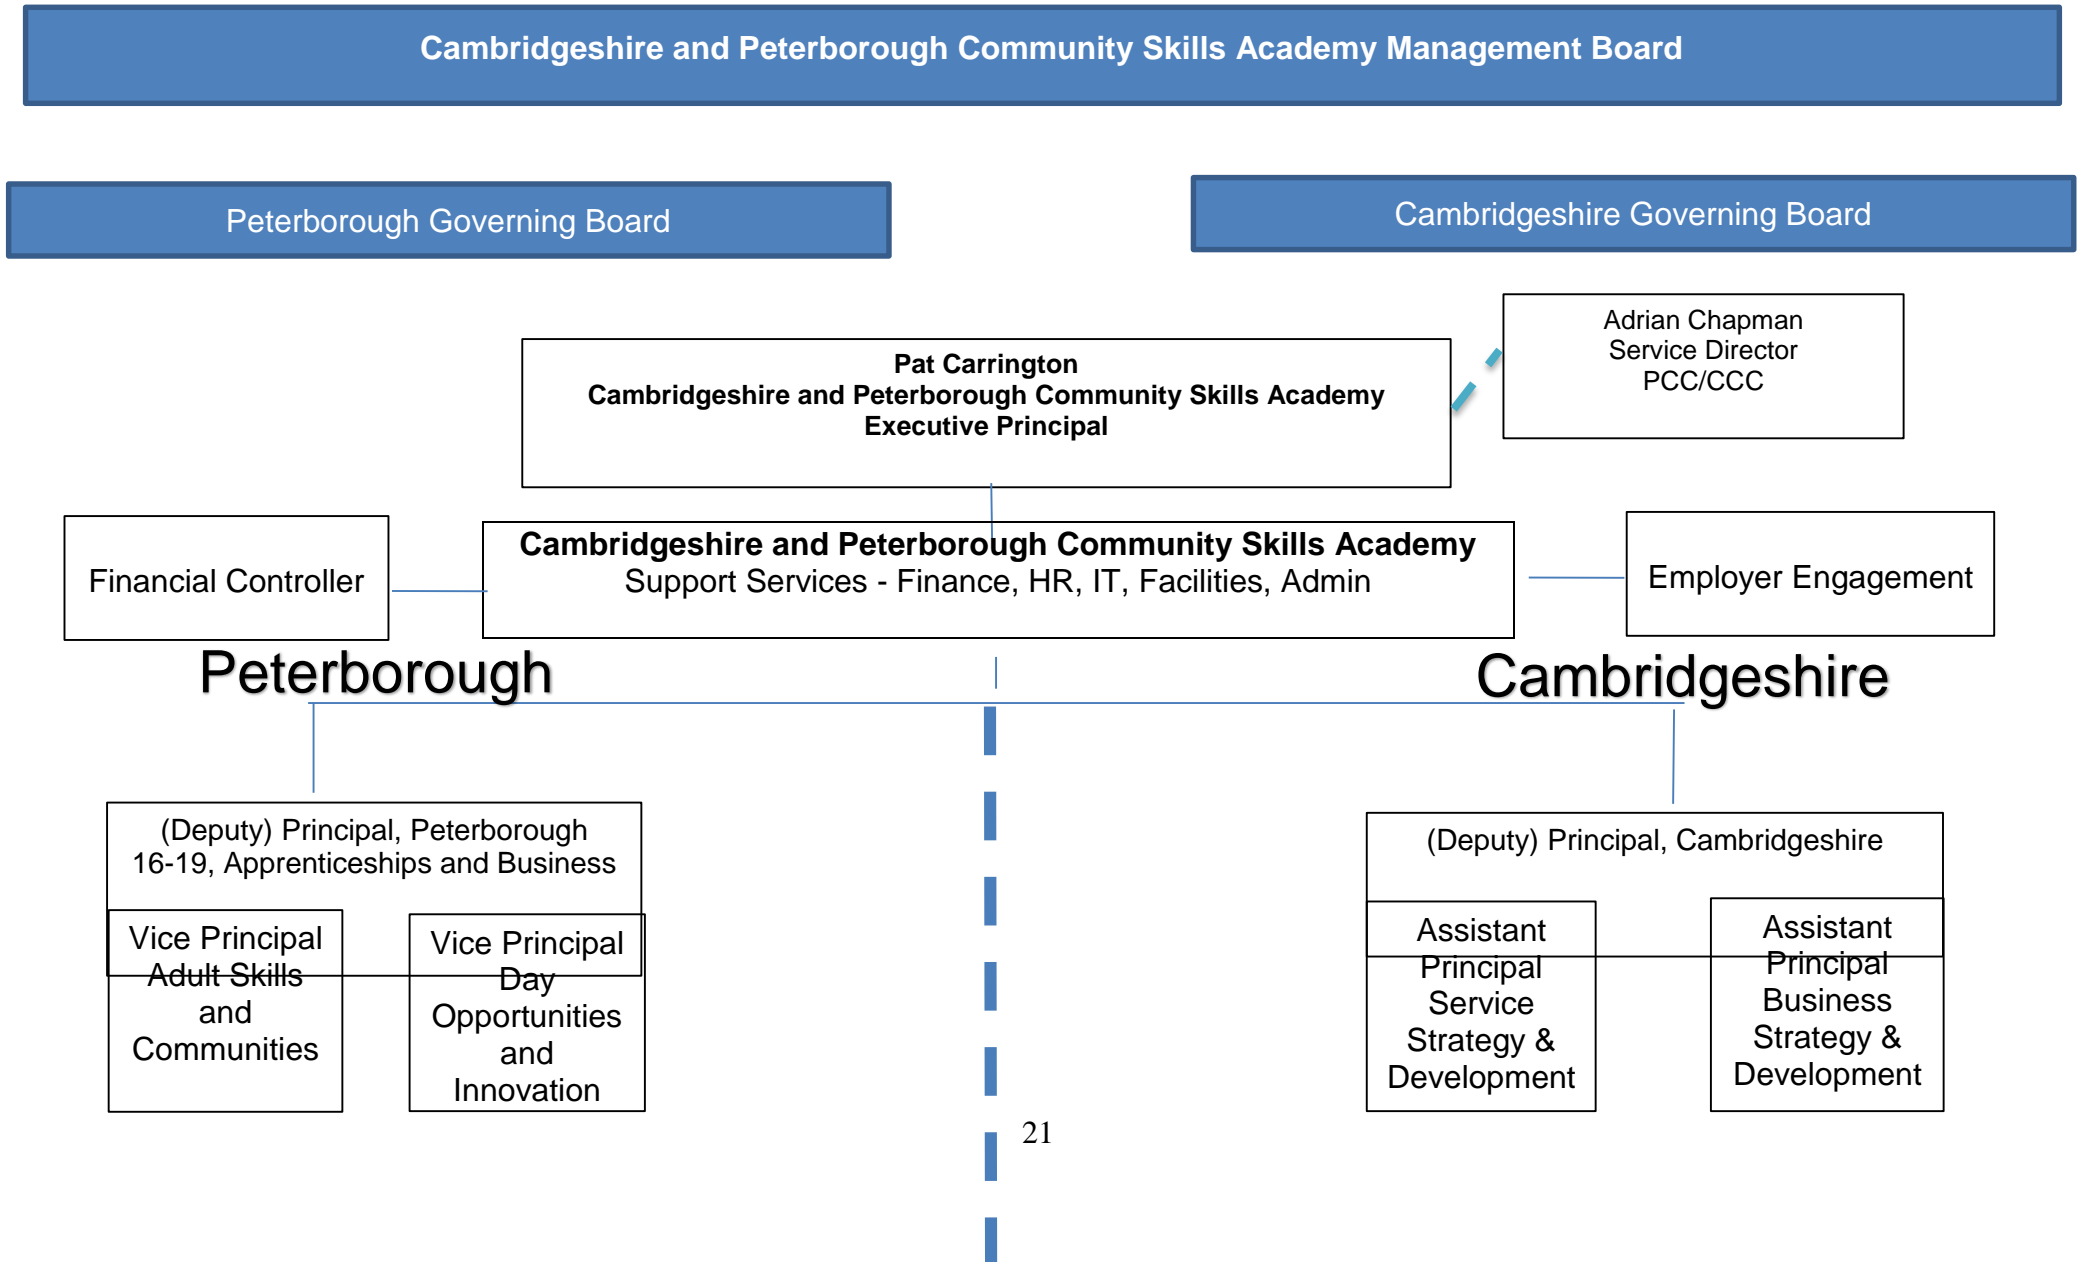 Cambridgeshire and Peterborough Community Skills Academy Management Board
Peterborough Governing Board
Cambridgeshire Governing Board
Adrian Chapman
Service Director
PCC/CCC
Pat Carrington
Cambridgeshire and Peterborough Community Skills Academy
Executive Principal
Financial Controller
Cambridgeshire and Peterborough Community Skills Academy
Support Services - Finance, HR, IT, Facilities, Admin
Employer Engagement
Peterborough
Cambridgeshire
(Deputy) Principal, Peterborough
16-19, Apprenticeships and Business
Vice Principal
Adult Skills
and
Communities
Vice Principal
Day
Opportunities
and
Innovation
(Deputy) Principal, Cambridgeshire
Assistant
Principal
Service
Strategy &
Development
Assistant
Principal
Business
Strategy &
Development
21